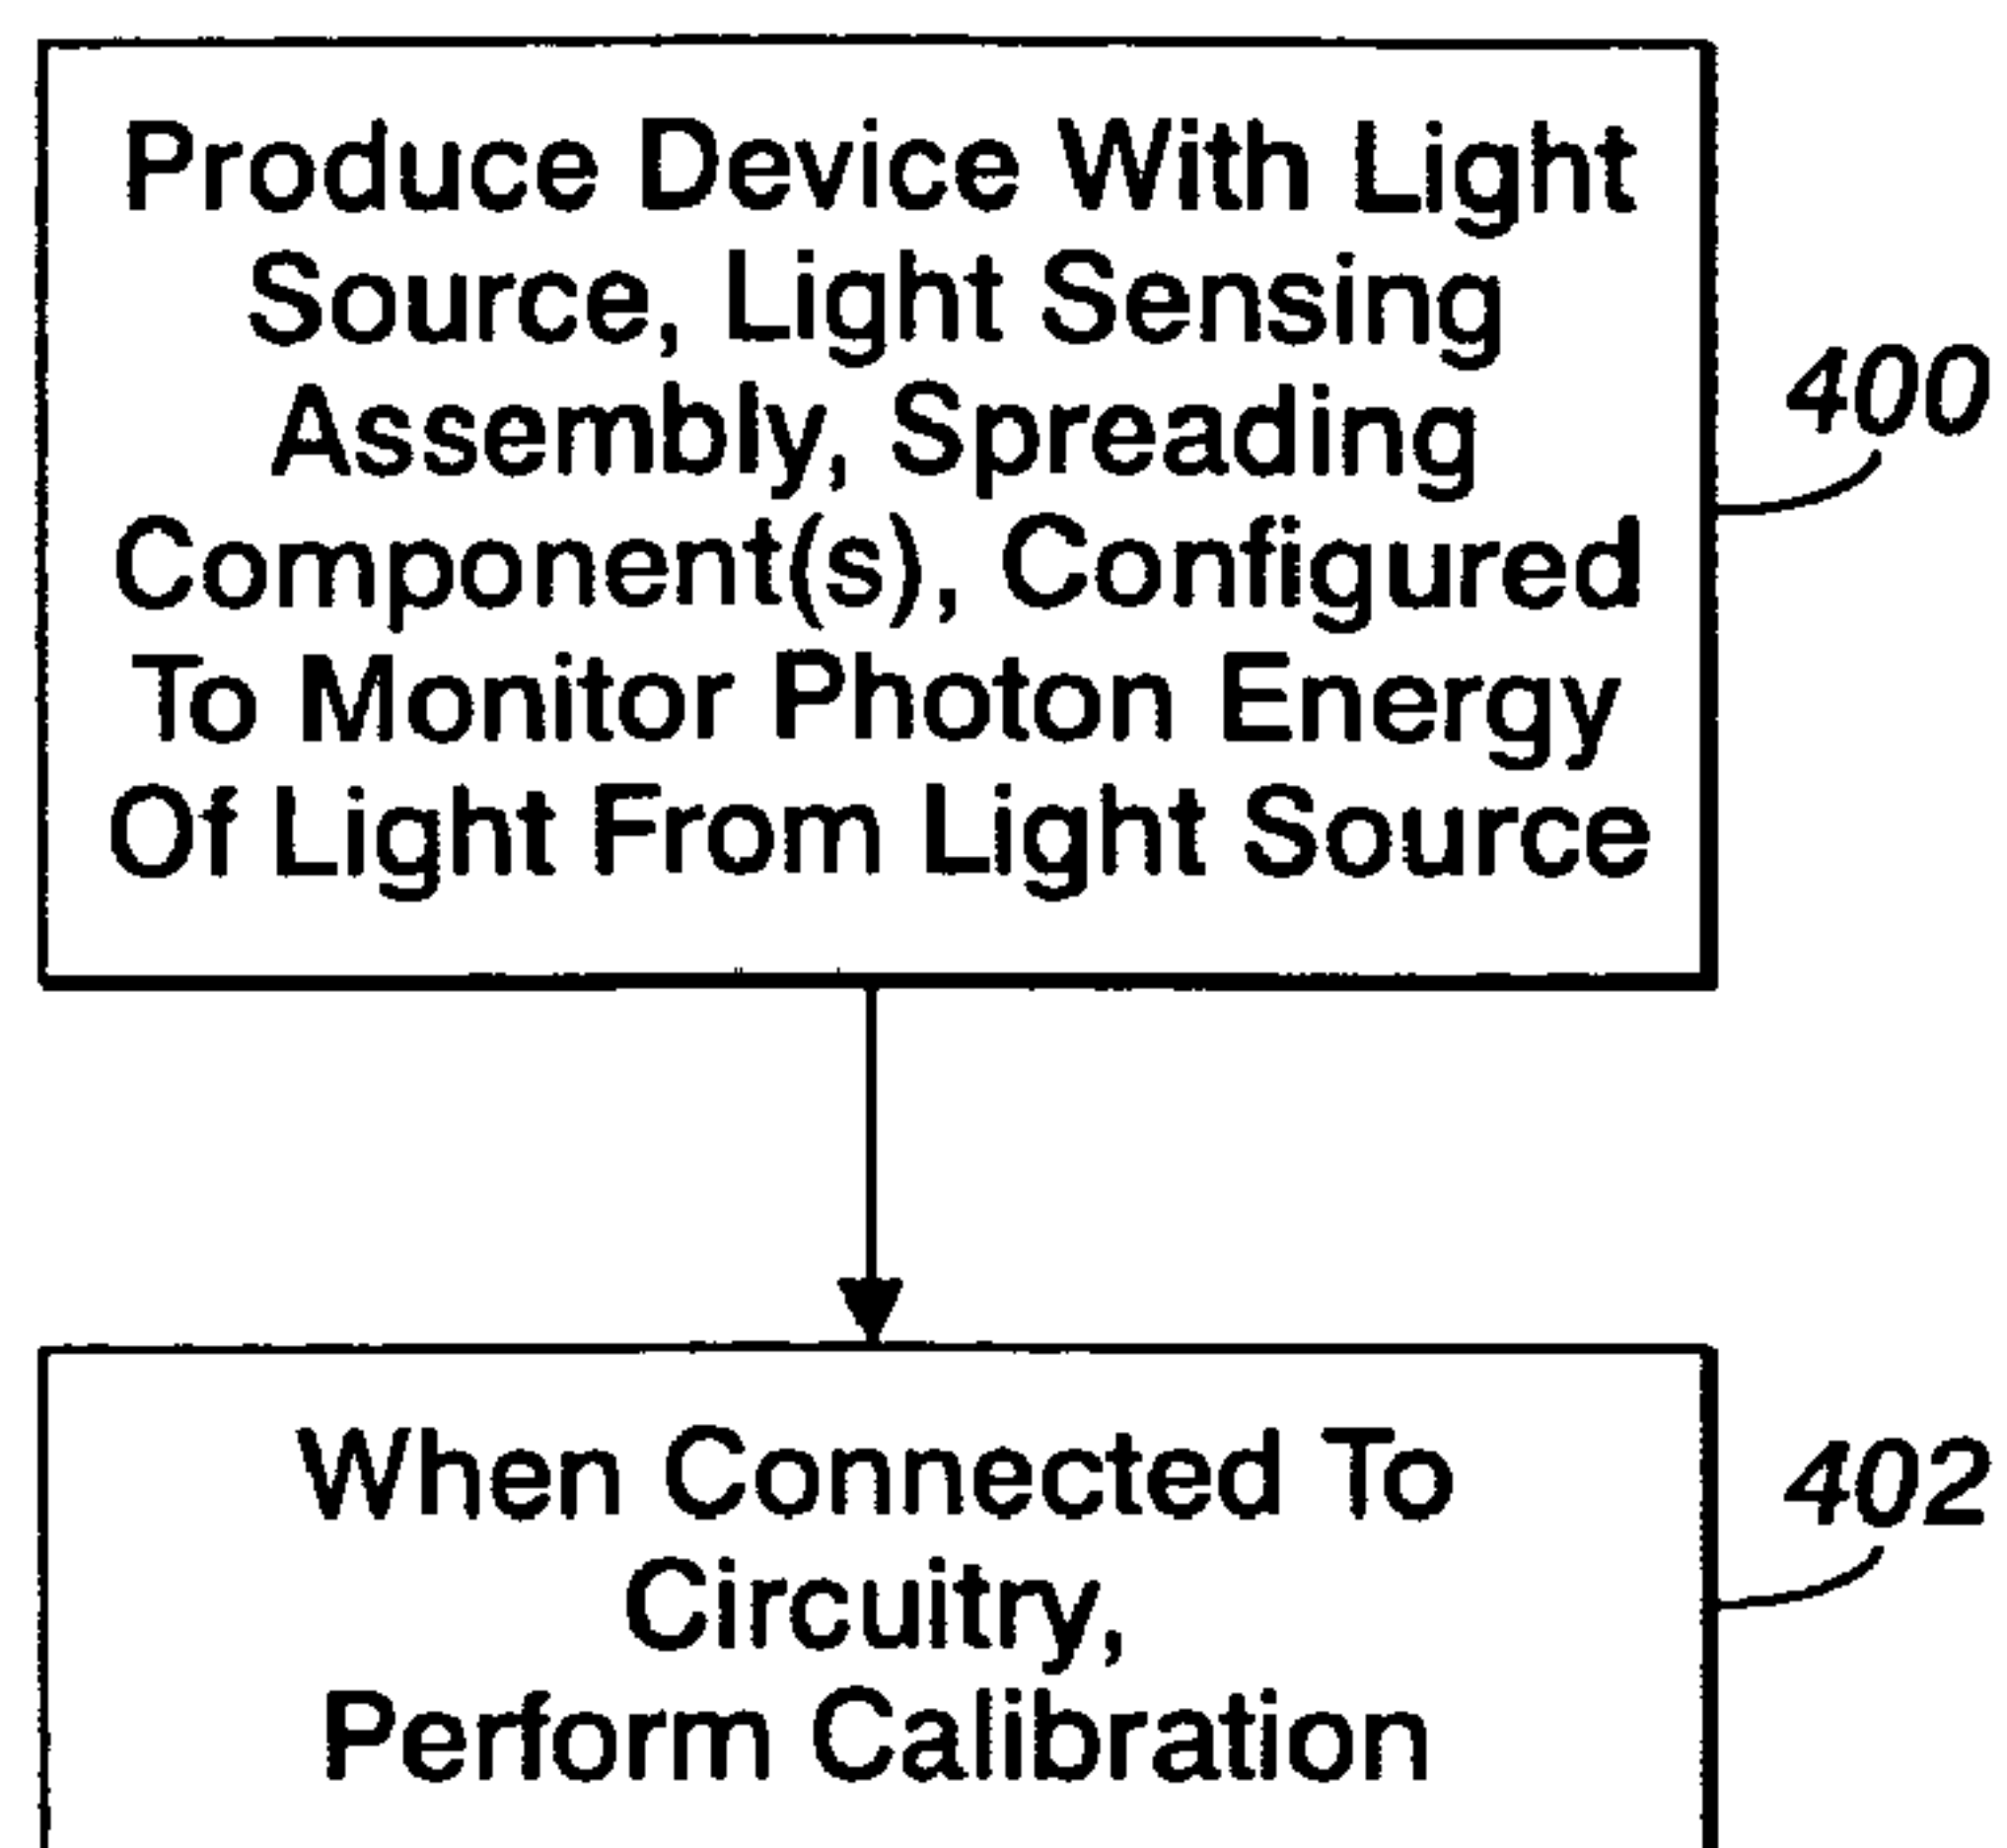 Produce Device With Light
Source, Light Sensing
Assembly, Spreading
Component(s), Configured
To Monitor Photon Energy
Of Light From Light Source
400
When Connected To
Circuitry,
Perform Calibration
402